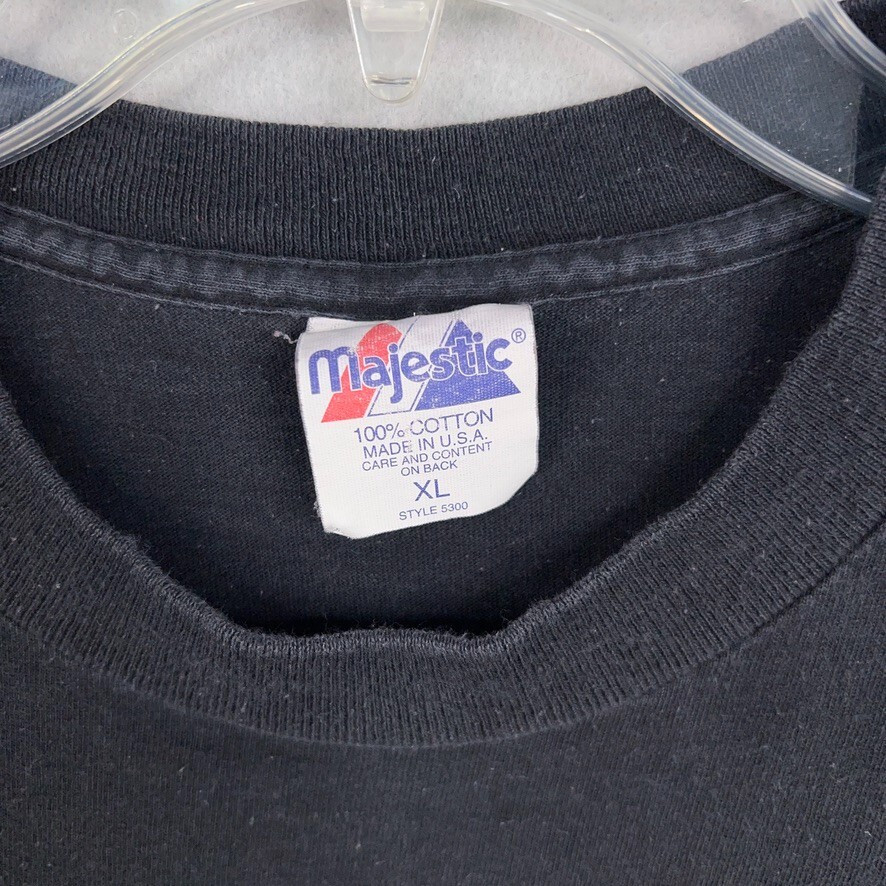 majestic®
100% COTTON
MADE IN U.S.A.
CARE AND CONTENT
ON BACK
XL
STYLE 5300